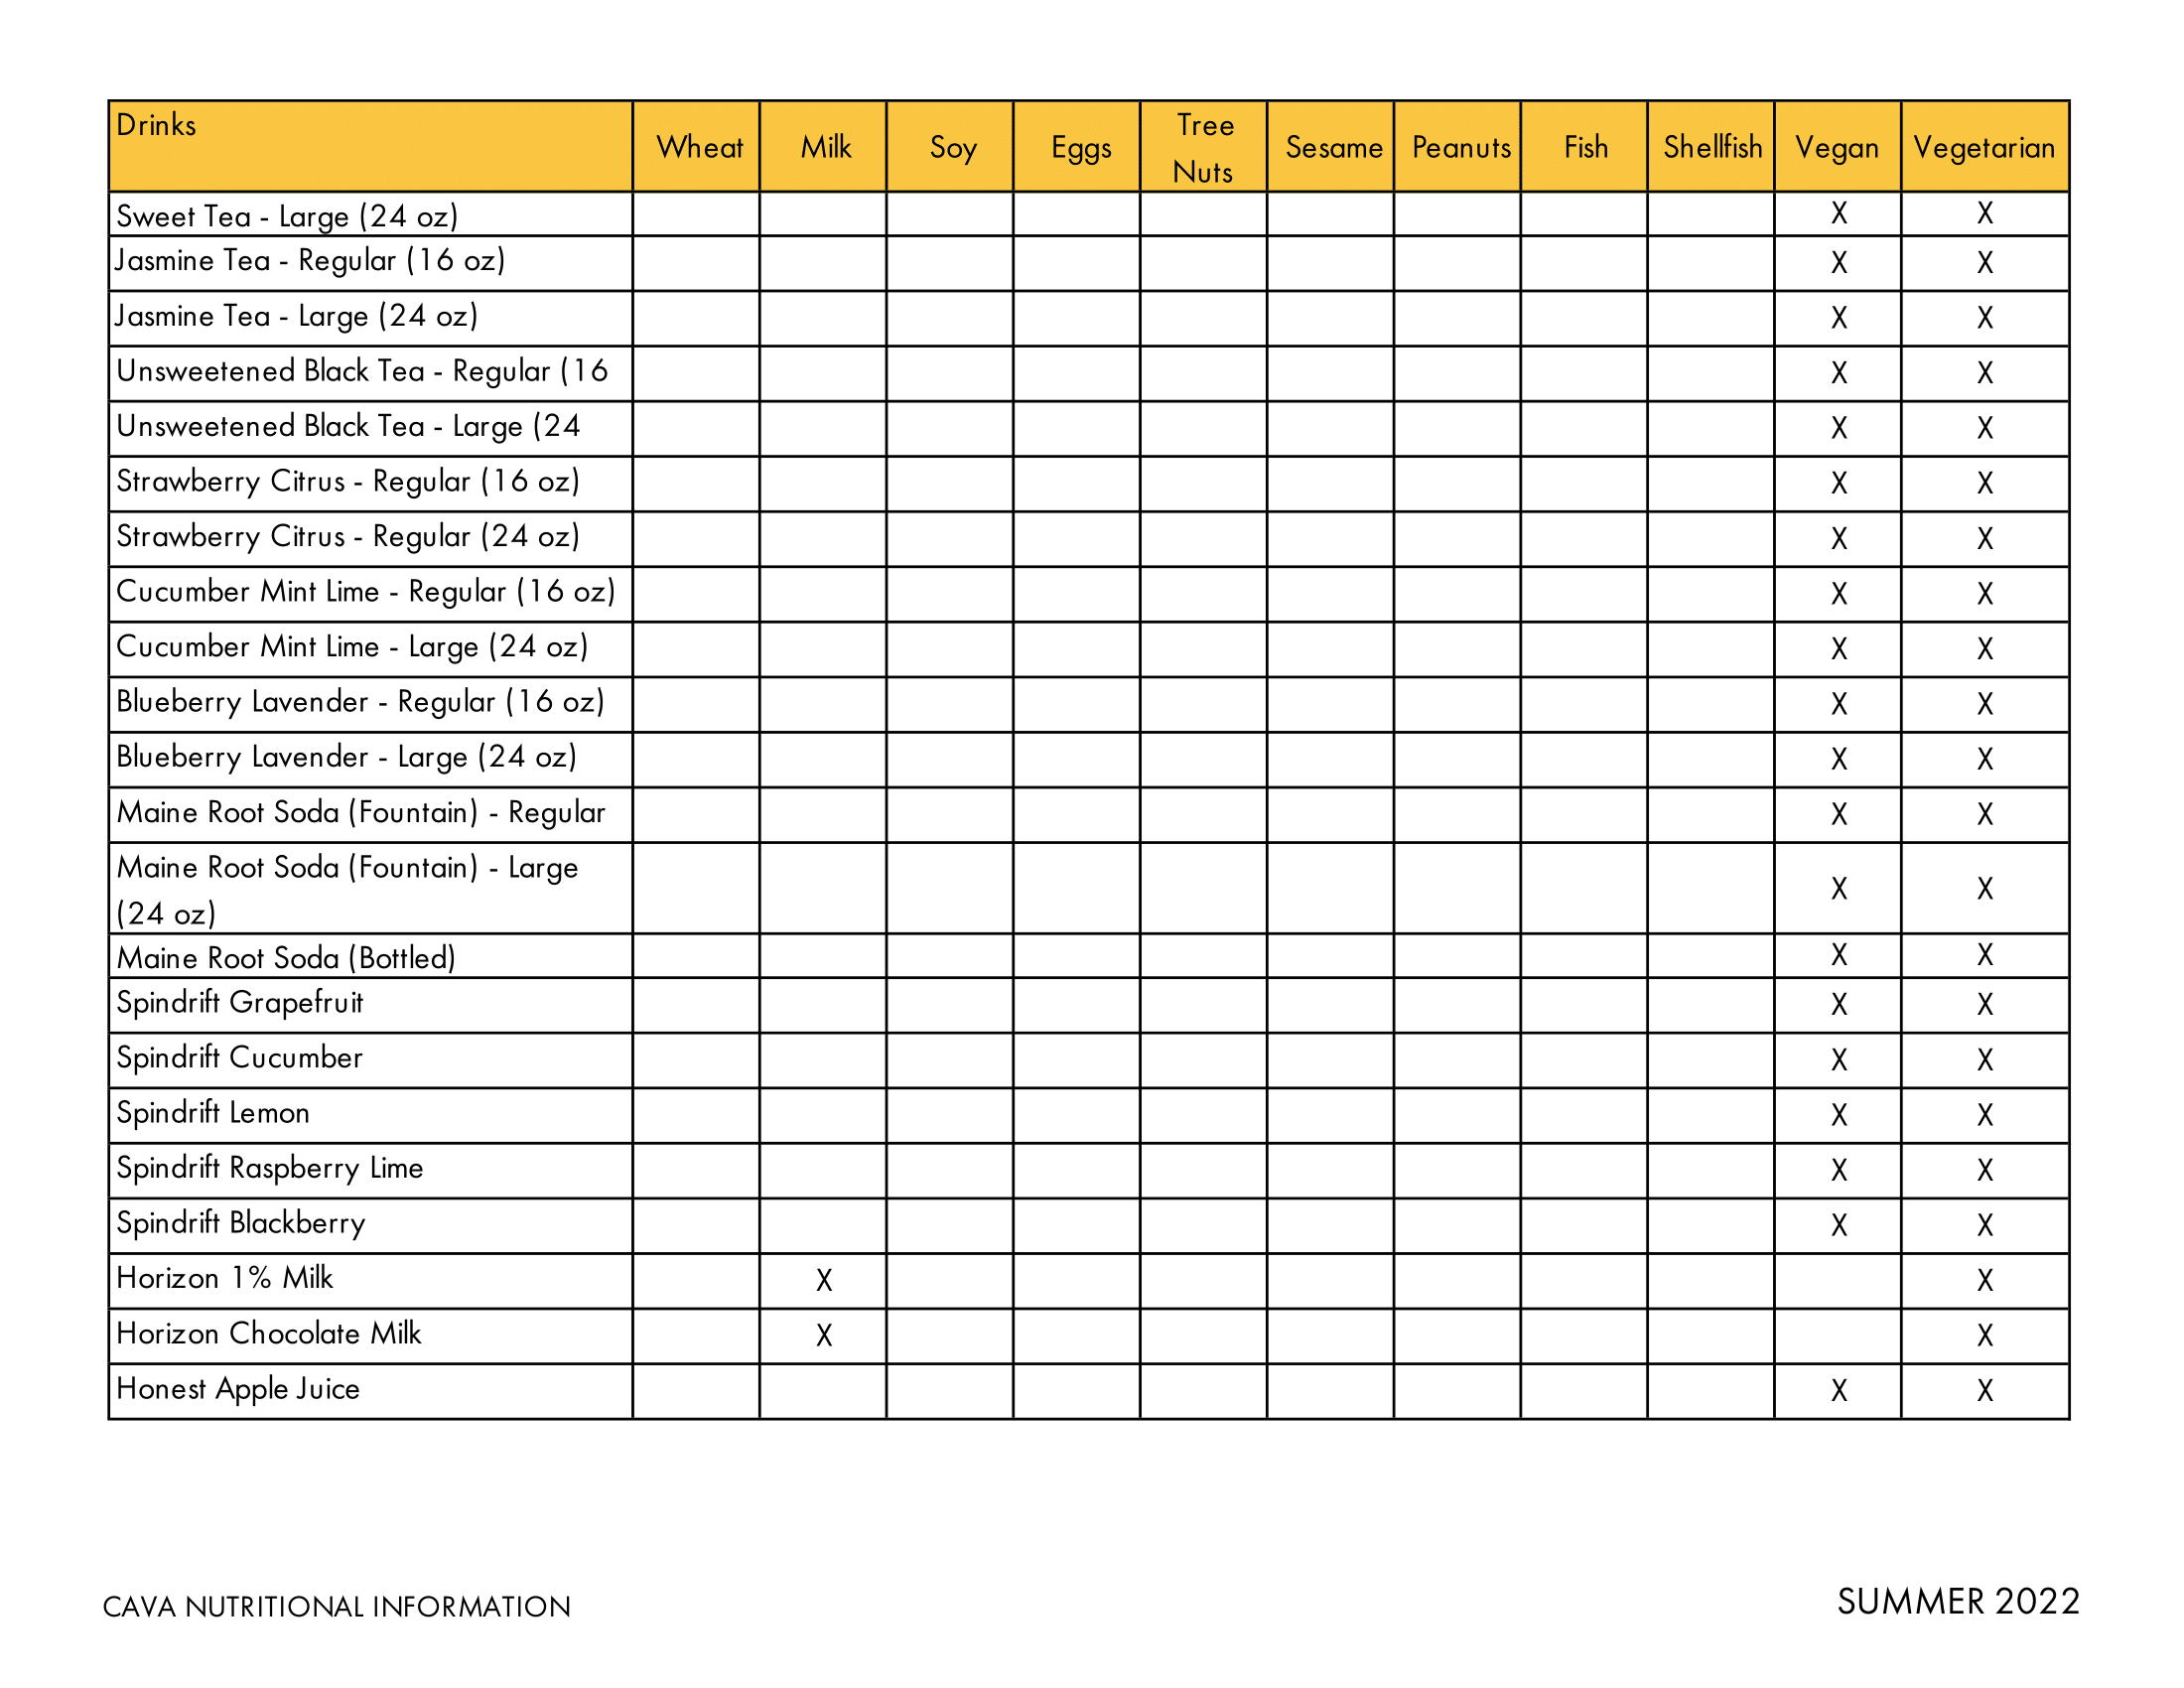 Drinks Wheat Milk Soy Eggs Tree Nuts Sesame Peanuts Fish Shellfish Vegan Vegetarian
Sweet Tea - Large (24 oz) X X
Jasmine Tea - Regular (16 oz) X X
Jasmine Tea - Large (24 oz) X X
Unsweetened Black Tea - Regular (16 X X
Unsweetened Black Tea - Large (24 X X
Strawberry Citrus - Regular (16 oz) X X
Strawberry Citrus - Regular (24 oz) X X
Cucumber Mint Lime - Regular (16 oz) X X
Cucumber Mint Lime - Large (24 oz) X X
Blueberry Lavender - Regular (16 oz) X X
Blueberry Lavender - Large (24 oz) X X
Maine Root Soda (Fountain) - Regular X X
Maine Root Soda (Fountain) - Large
(24 oz) X X
Maine Root Soda (Bottled) X X
Spindrift Grapefruit X X
Spindrift Cucumber X X
Spindrift Lemon X X
Spindrift Raspberry Lime X X
Spindrift Blackberry X X
Horizon 1% Milk X X
Horizon Chocolate Milk X X
Honest Apple Juice X X
CAVA NUTRITIONAL INFORMATION SUMMER 2022